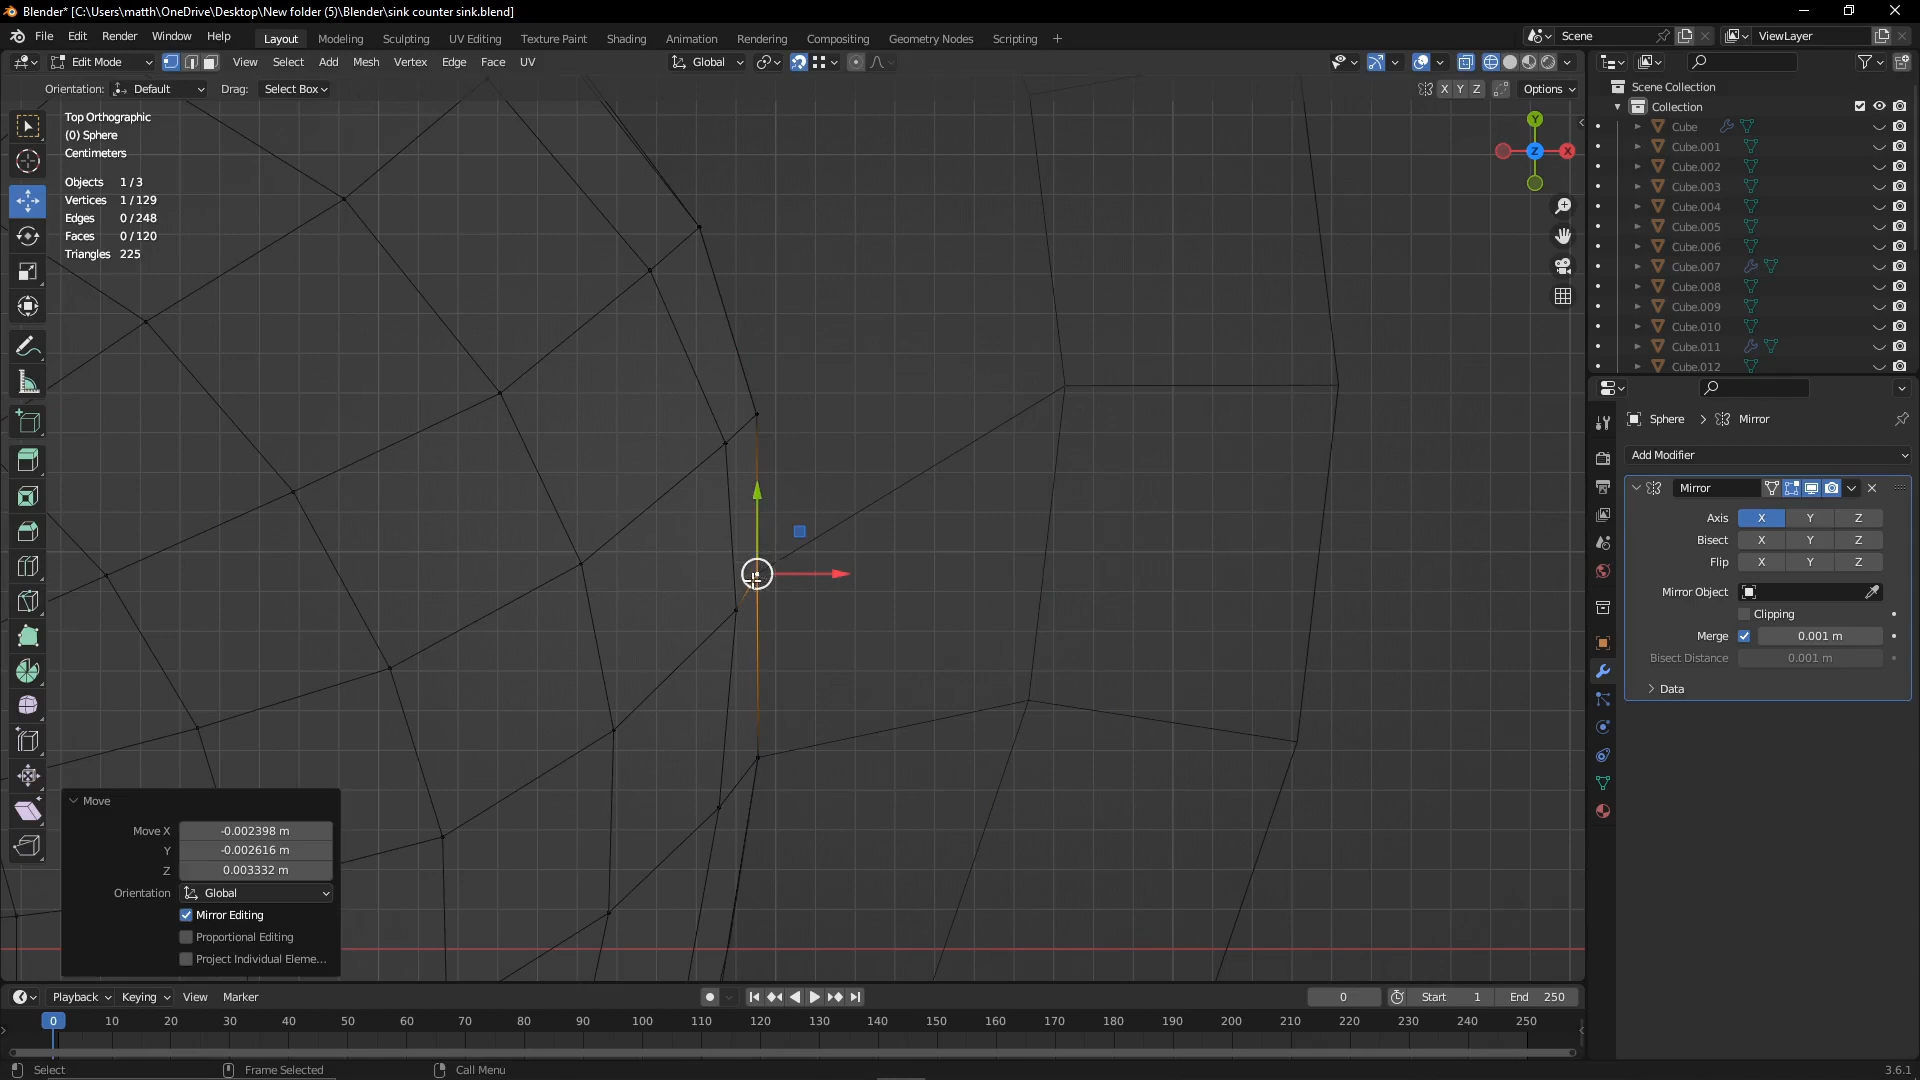 Blender* [C:\Users\matth\OneDrive\Desktop\New folder (5)\Blender\sink counter sink.blend]
File Edit Render Window Help
Layout Modeling Sculpting UV Editing Texture Paint Shading Animation Rendering Compositing Geometry Nodes Scripting +
Scene ViewLayer
Edit Mode View Select Add Mesh Vertex Edge Face UV Global
Orientation: Default Drag: Select Box X Y Z Options
Top Orthographic
(0) Sphere
Centimeters
Objects 1/3
Vertices 1/129
Edges 0/248
Faces 0/120
Triangles 225
Y
Z X
Scene Collection
Collection
Cube
Cube.001
Cube.002
Cube.003
Cube.004
Cube.005
Cube.006
Cube.007
Cube.008
Cube.009
Cube.010
Cube.011
Cube.012
Sphere > Mirror
Add Modifier
Mirror
Axis X Y Z
Bisect X Y Z
Flip X Y Z
Mirror Object
Clipping
Merge 0.001 m
Bisect Distance 0.001 m
Data
Move
Move X -0.002398 m
Y -0.002616 m
Z 0.003332 m
Orientation Global
Mirror Editing
Proportional Editing
Project Individual Eleme...
Playback Keying View Marker
0 Start 1 End 250
0 10 20 30 40 50 60 70 80 90 100 110 120 130 140 150 160 170 180 190 200 210 220 230 240 250
Select Frame Selected Call Menu 3.6.1